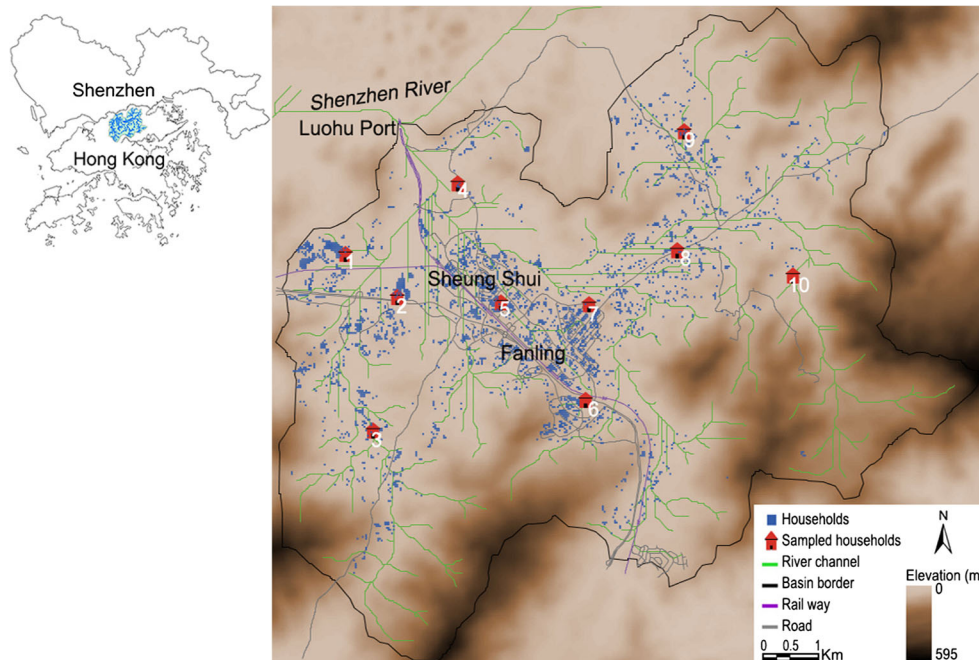 Shenzhen
Hong Kong
Shenzhen River
Luohu Port
9
4
1
8
Sheung Shui
10
2
5
7
Fanling
6
3
Households
Sampled households
River channel
Basin border
Rail way
Road
0 0.5 1
Km
N
Elevation (m
0
595